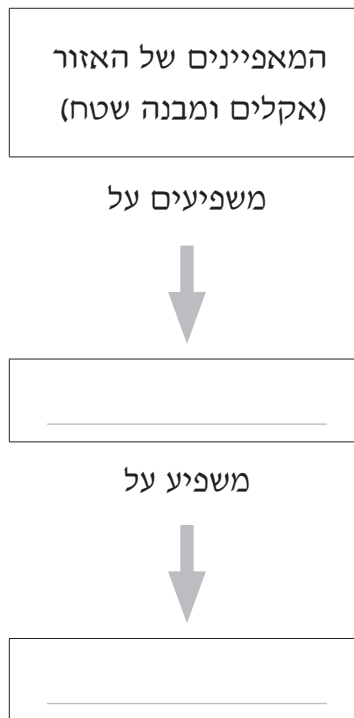 המאפיינים של האזור
(אקלים ומבנה שטח)
משפיעים על
משפיע על